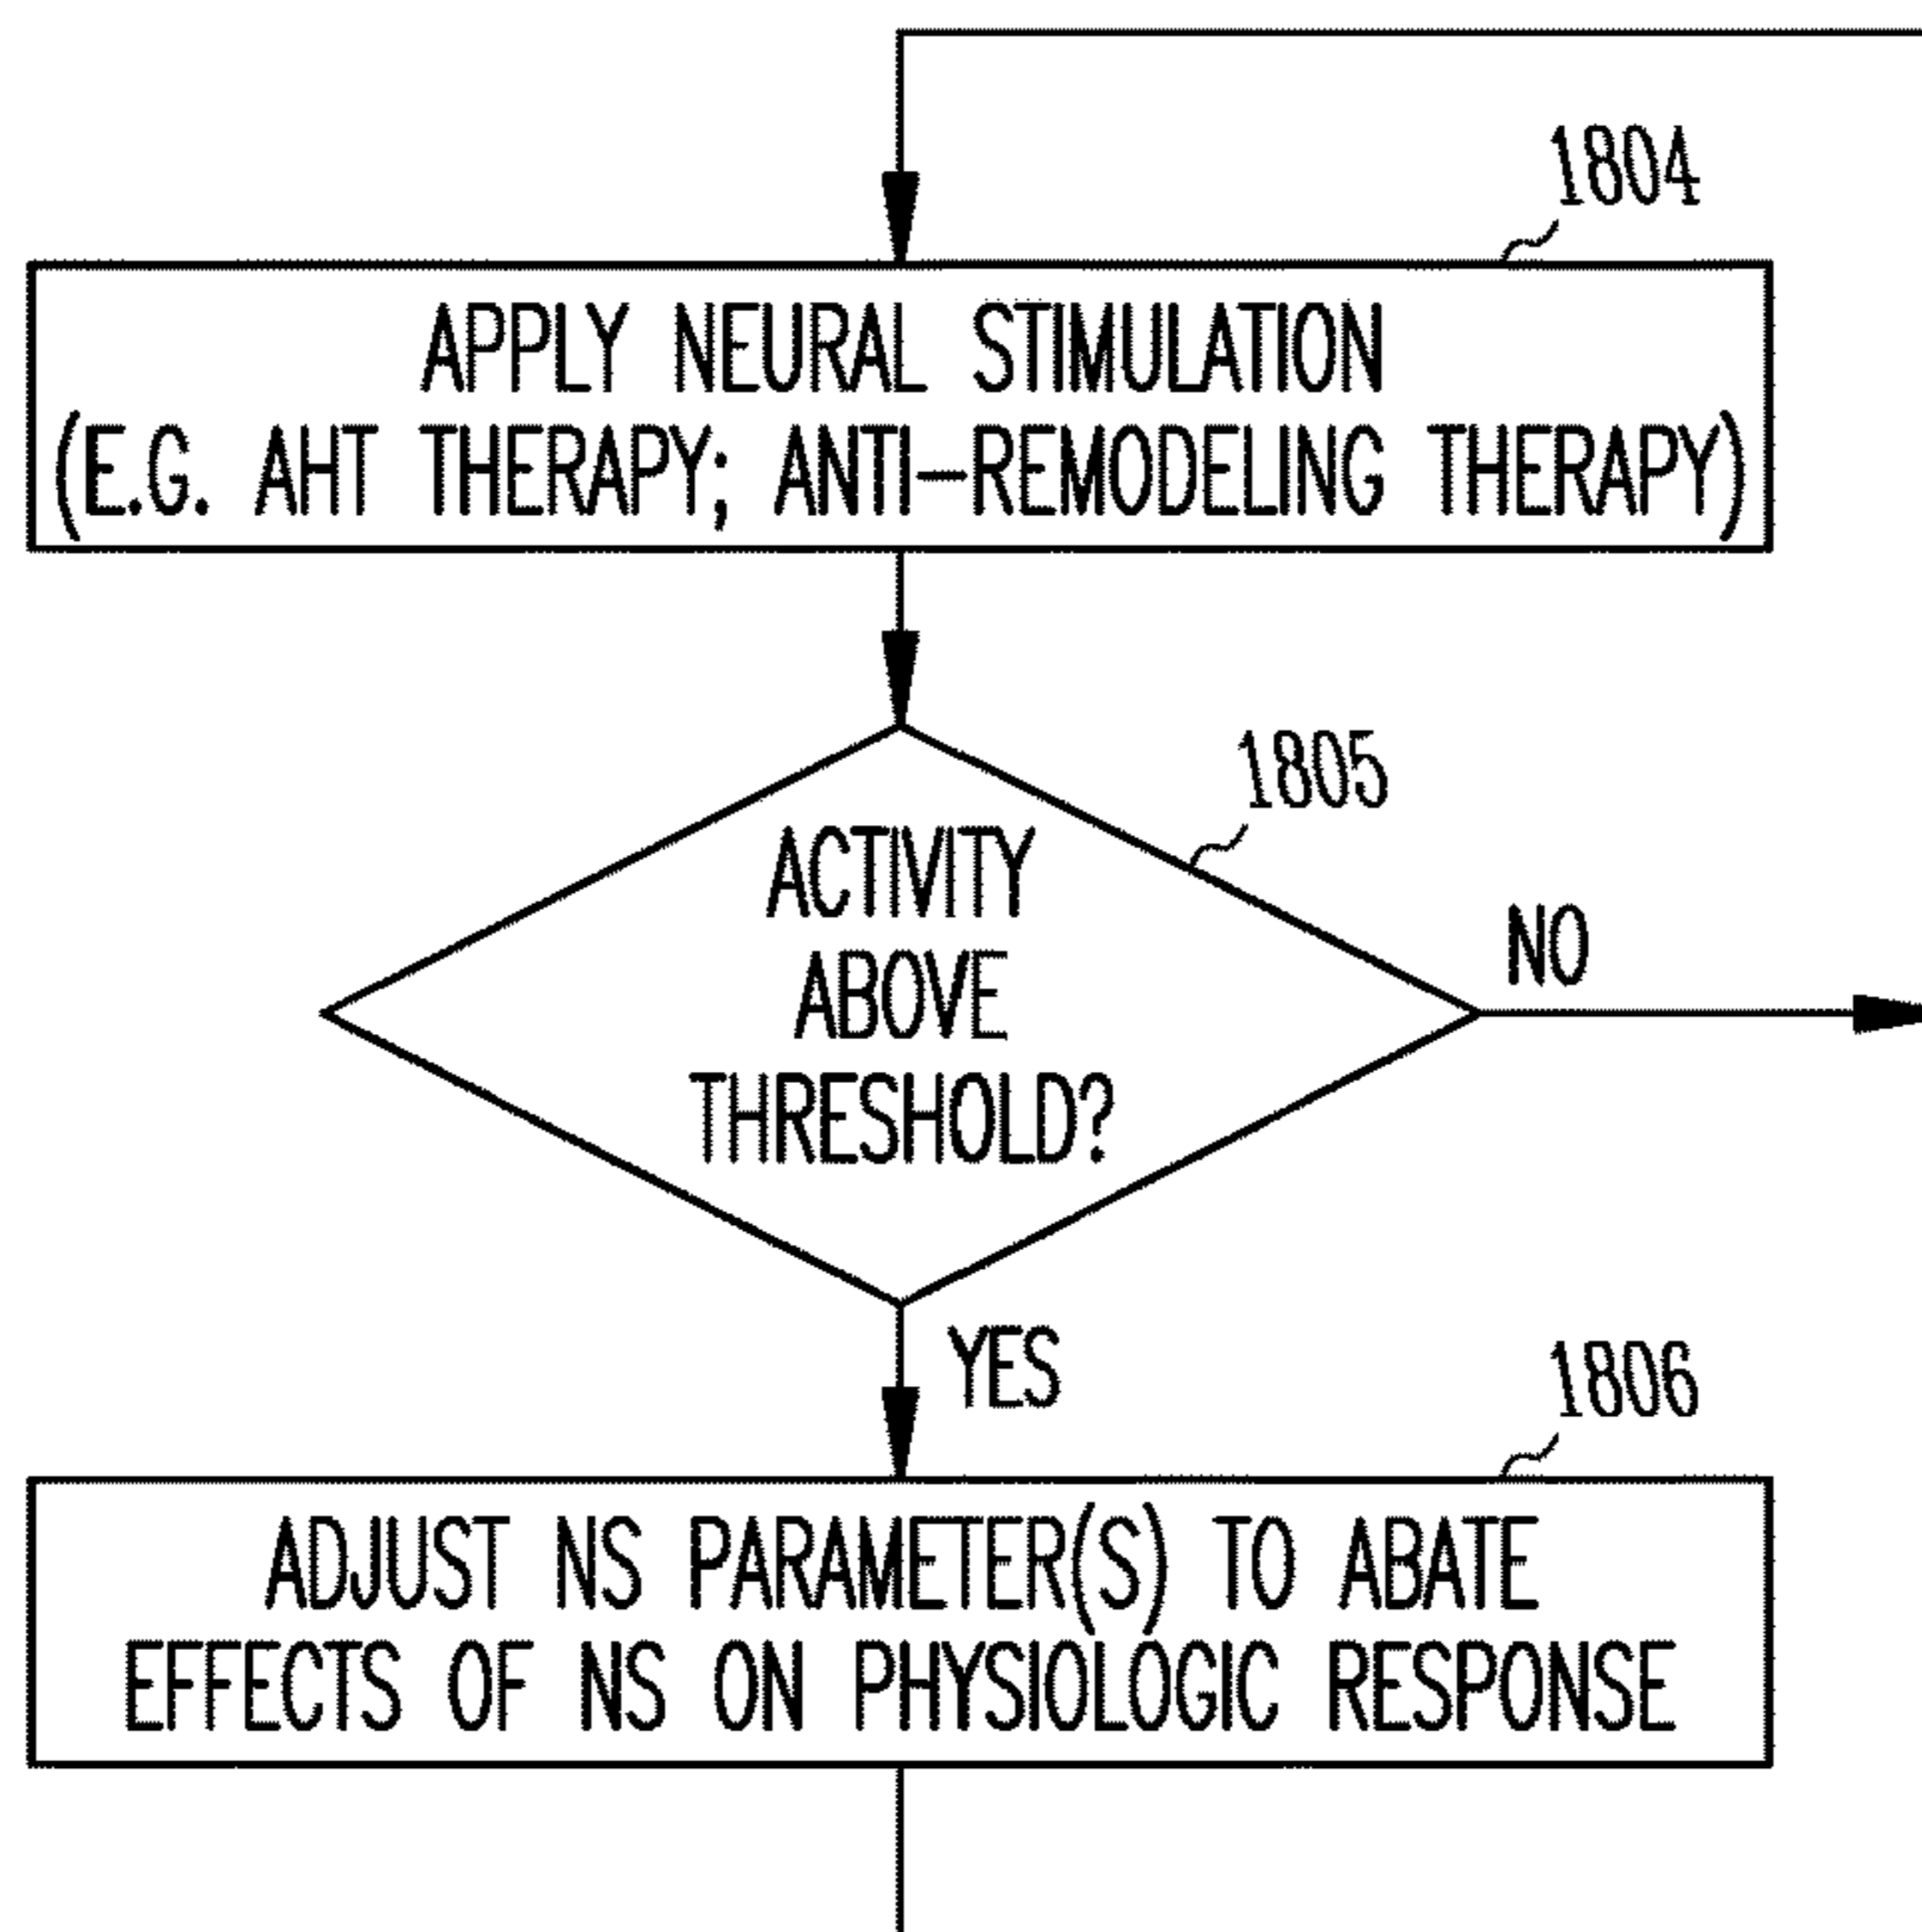 1804
APPLY NEURAL STIMULATION
(E.G. AHT THERAPY; ANTI-REMODELING THERAPY)
1805
ACTIVITY
ABOVE
THRESHOLD?
NO
YES
1806
ADJUST NS PARAMETER(S) TO ABATE
EFFECTS OF NS ON PHYSIOLOGIC RESPONSE